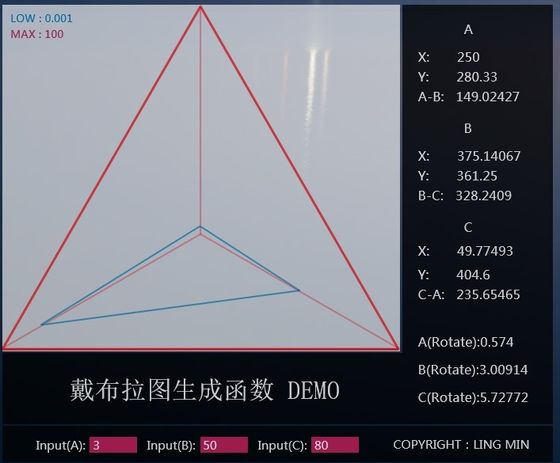 LOW : 0.001
MAX : 100
A
X: 250
Y: 280.33
A-B: 149.02427
B
X: 375.14067
Y: 361.25
B-C: 328.2409
C
X: 49.77493
Y: 404.6
C-A: 235.65465
A(Rotate):0.574
B(Rotate):3.00914
C(Rotate):5.72772
戴布拉图生成函数 DEMO
Input(A): 3 Input(B): 50 Input(C): 80 COPYRIGHT : LING MIN